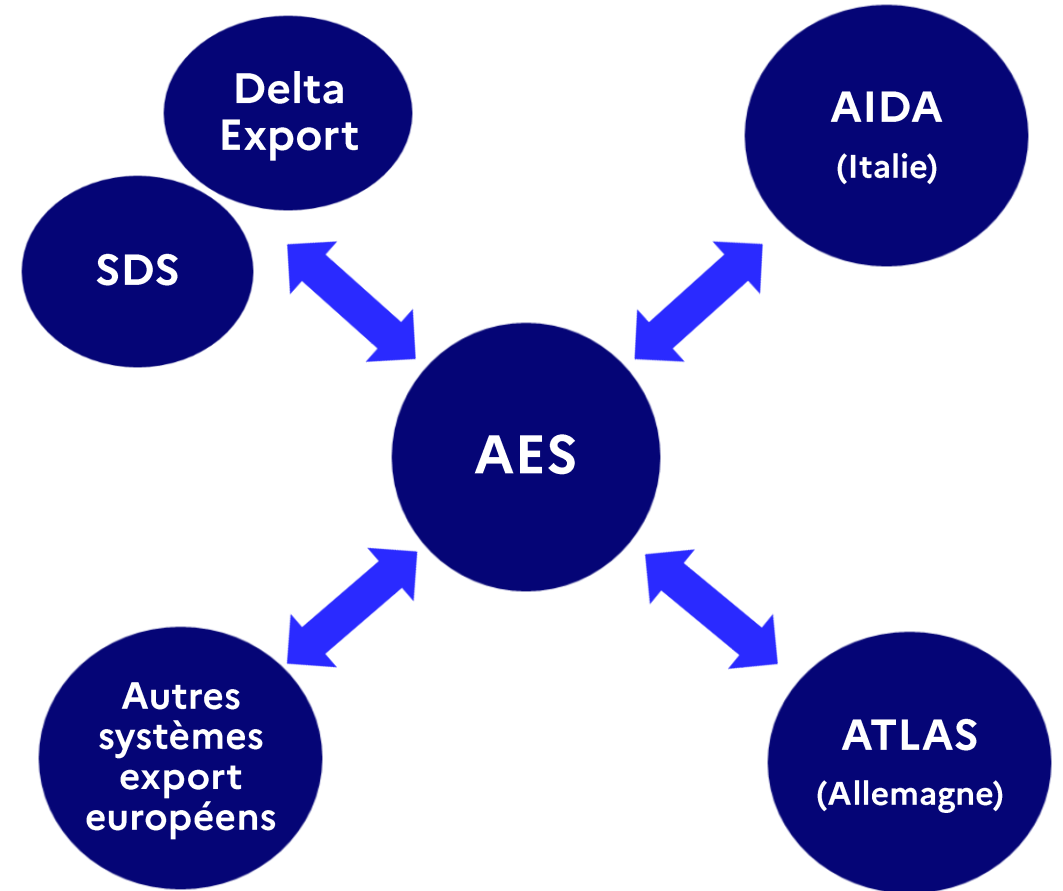 Delta
Export
AIDA
(Italie)
SDS
AES
Autres
systèmes
export
européens
ATLAS
(Allemagne)